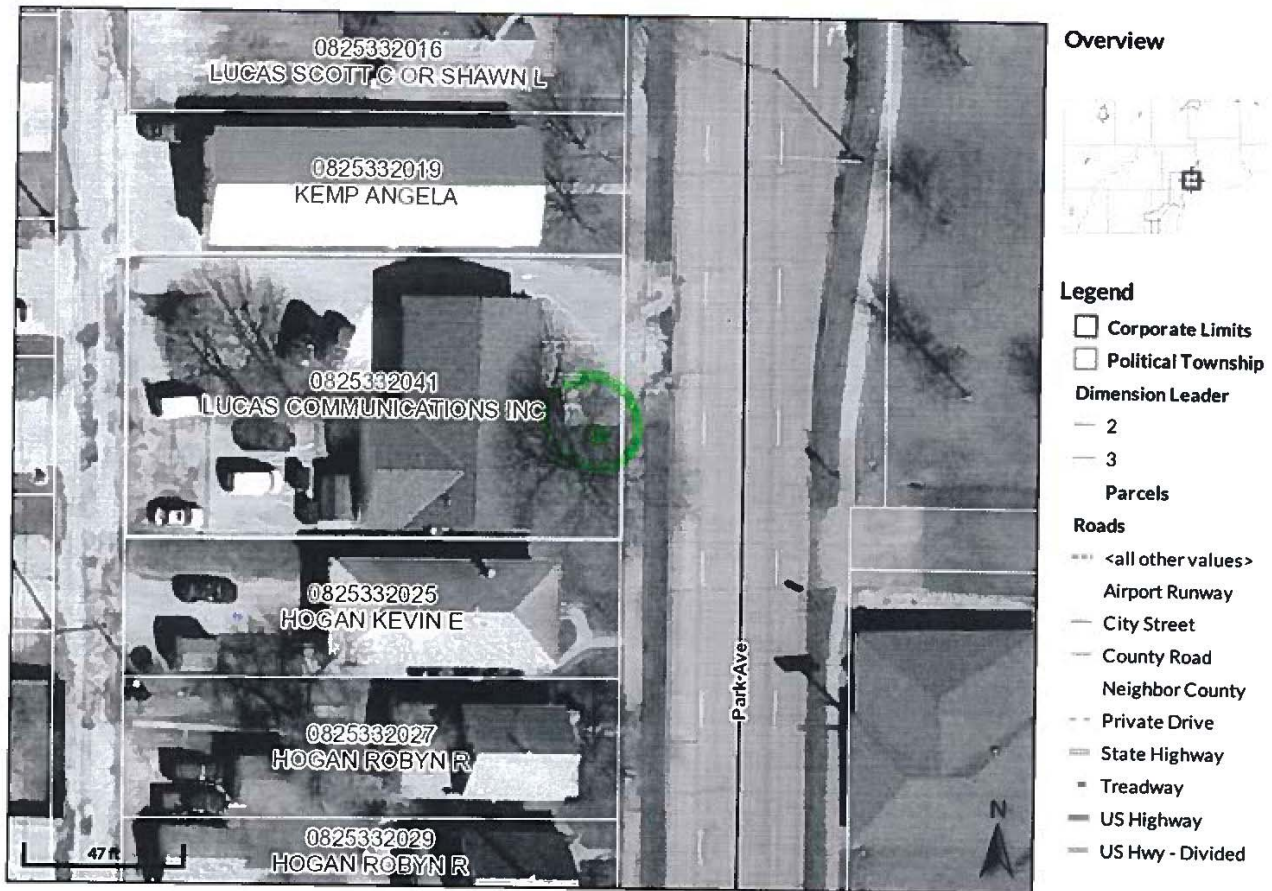 0825332016
LUCAS SCOTT C OR SHAWN L
0825332019
KEMP ANGELA
0825332041
LUCAS COMMUNICATIONS INC
0825332025
HOGAN KEVIN E
0825332027
HOGAN ROBYN R
0825332029
HOGAN ROBYN R
47 ft
Park Ave
N
Overview
Legend
Corporate Limits
Political Township
Dimension Leader
2
3
Parcels
Roads
<all other values>
Airport Runway
City Street
County Road
Neighbor County
Private Drive
State Highway
Treadway
US Highway
US Hwy - Divided